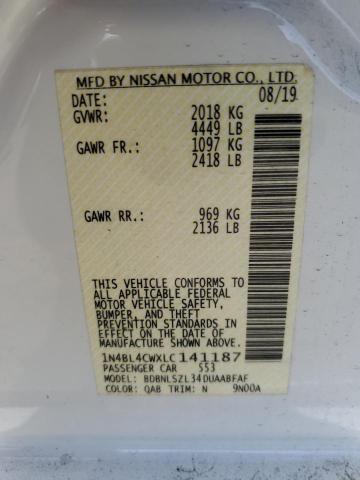 MFD BY NISSAN MOTOR CO., LTD.
DATE: 08/19
GVWR: 2018 KG
4449 LB
GAWR FR.: 1097 KG
2418 LB
GAWR RR.: 969 KG
2136 LB
THIS VEHICLE CONFORMS TO
ALL APPLICABLE FEDERAL
MOTOR VEHICLE SAFETY,
BUMPER, AND THEFT
PREVENTION STANDARDS
IN EFFECT ON THE DATE OF
MANUFACTURE SHOWN ABOVE.
1N4BL4CWXLC141187
PASSENGER CAR S53
MODEL: BDBNLSZL34DUAABFAF
COLOR: QAB TRIM: N 9N00A